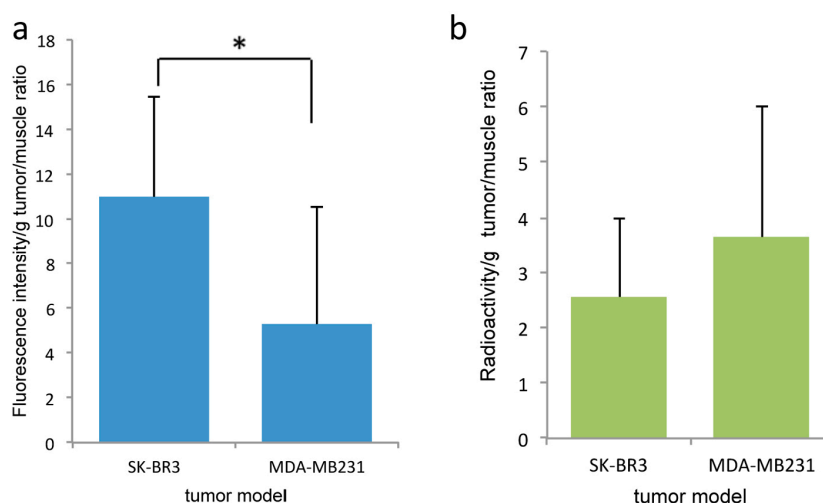 a
Fluorescence intensity/g tumor/muscle ratio
18
16
14
12
10
8
6
4
2
0
*
SK-BR3 MDA-MB231
tumor model
b
Radioactivity/g tumor/muscle ratio
7
6
5
4
3
2
1
0
SK-BR3 MDA-MB231
tumor model